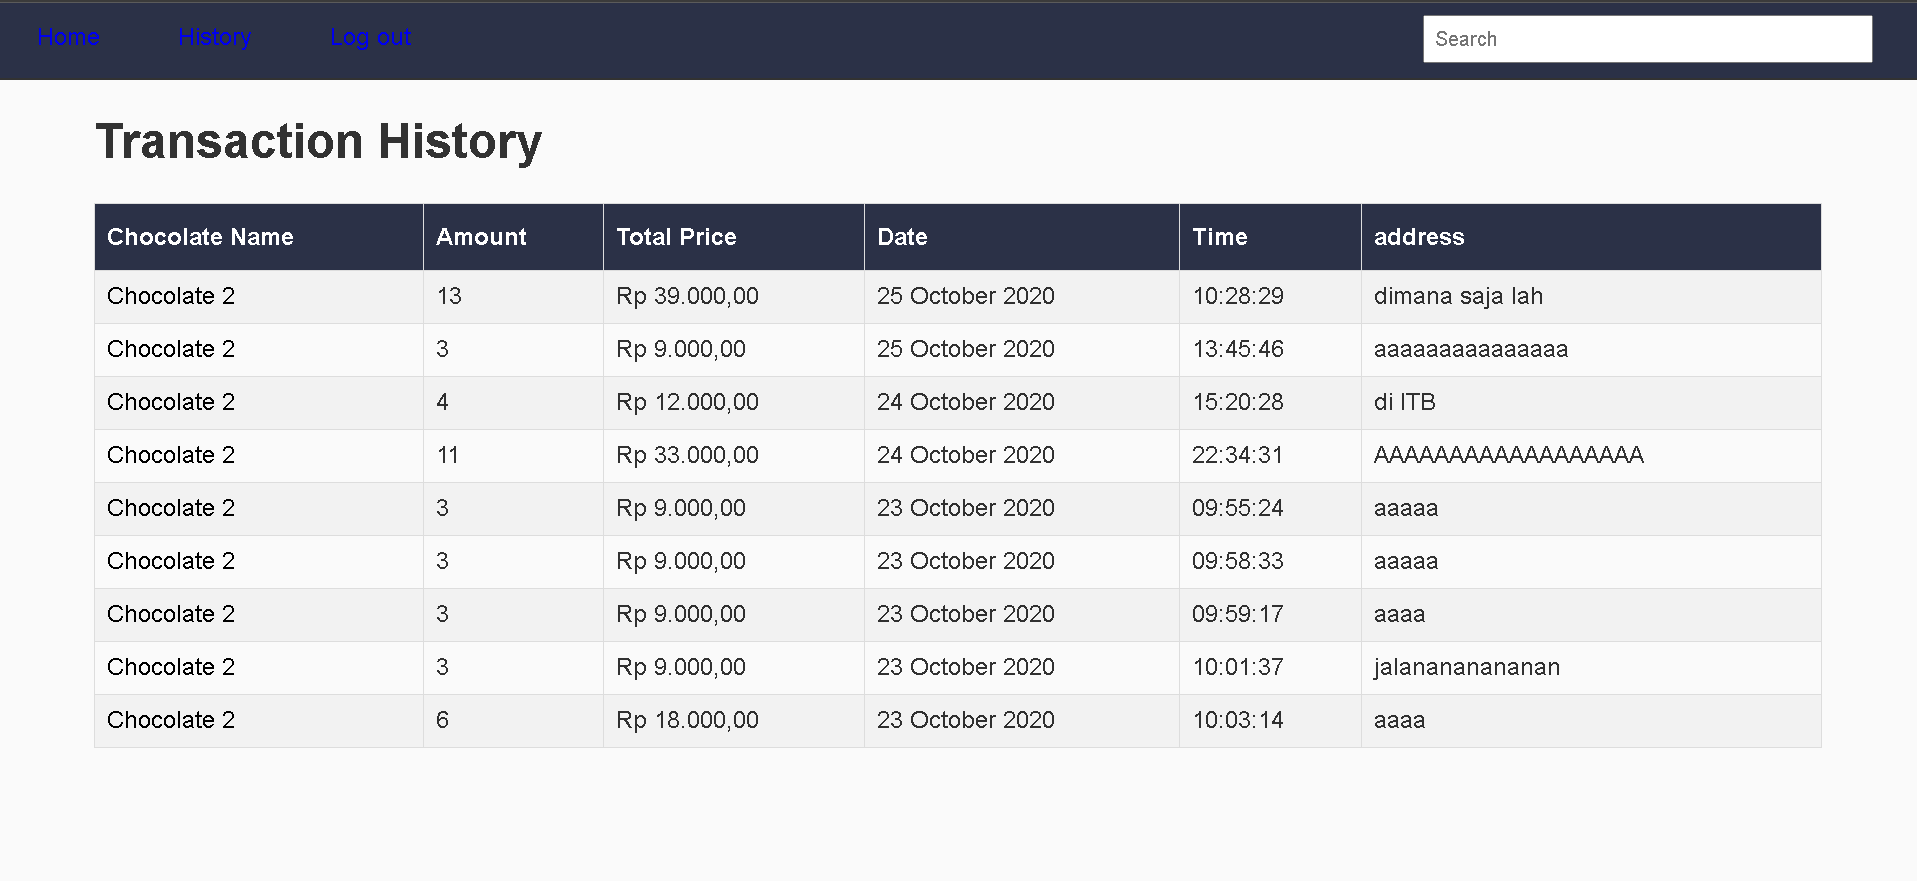 Home History Log out Search
Transaction History
Chocolate Name Amount Total Price Date Time address
Chocolate 2 13 Rp 39.000,00 25 October 2020 10:28:29 dimana saja lah
Chocolate 2 3 Rp 9.000,00 25 October 2020 13:45:46 aaaaaaaaaaaaaaa
Chocolate 2 4 Rp 12.000,00 24 October 2020 15:20:28 di ITB
Chocolate 2 11 Rp 33.000,00 24 October 2020 22:34:31 AAAAAAAAAAAAAAAAAA
Chocolate 2 3 Rp 9.000,00 23 October 2020 09:55:24 aaaaa
Chocolate 2 3 Rp 9.000,00 23 October 2020 09:58:33 aaaaa
Chocolate 2 3 Rp 9.000,00 23 October 2020 09:59:17 aaaa
Chocolate 2 3 Rp 9.000,00 23 October 2020 10:01:37 jalanananananan
Chocolate 2 6 Rp 18.000,00 23 October 2020 10:03:14 aaaa